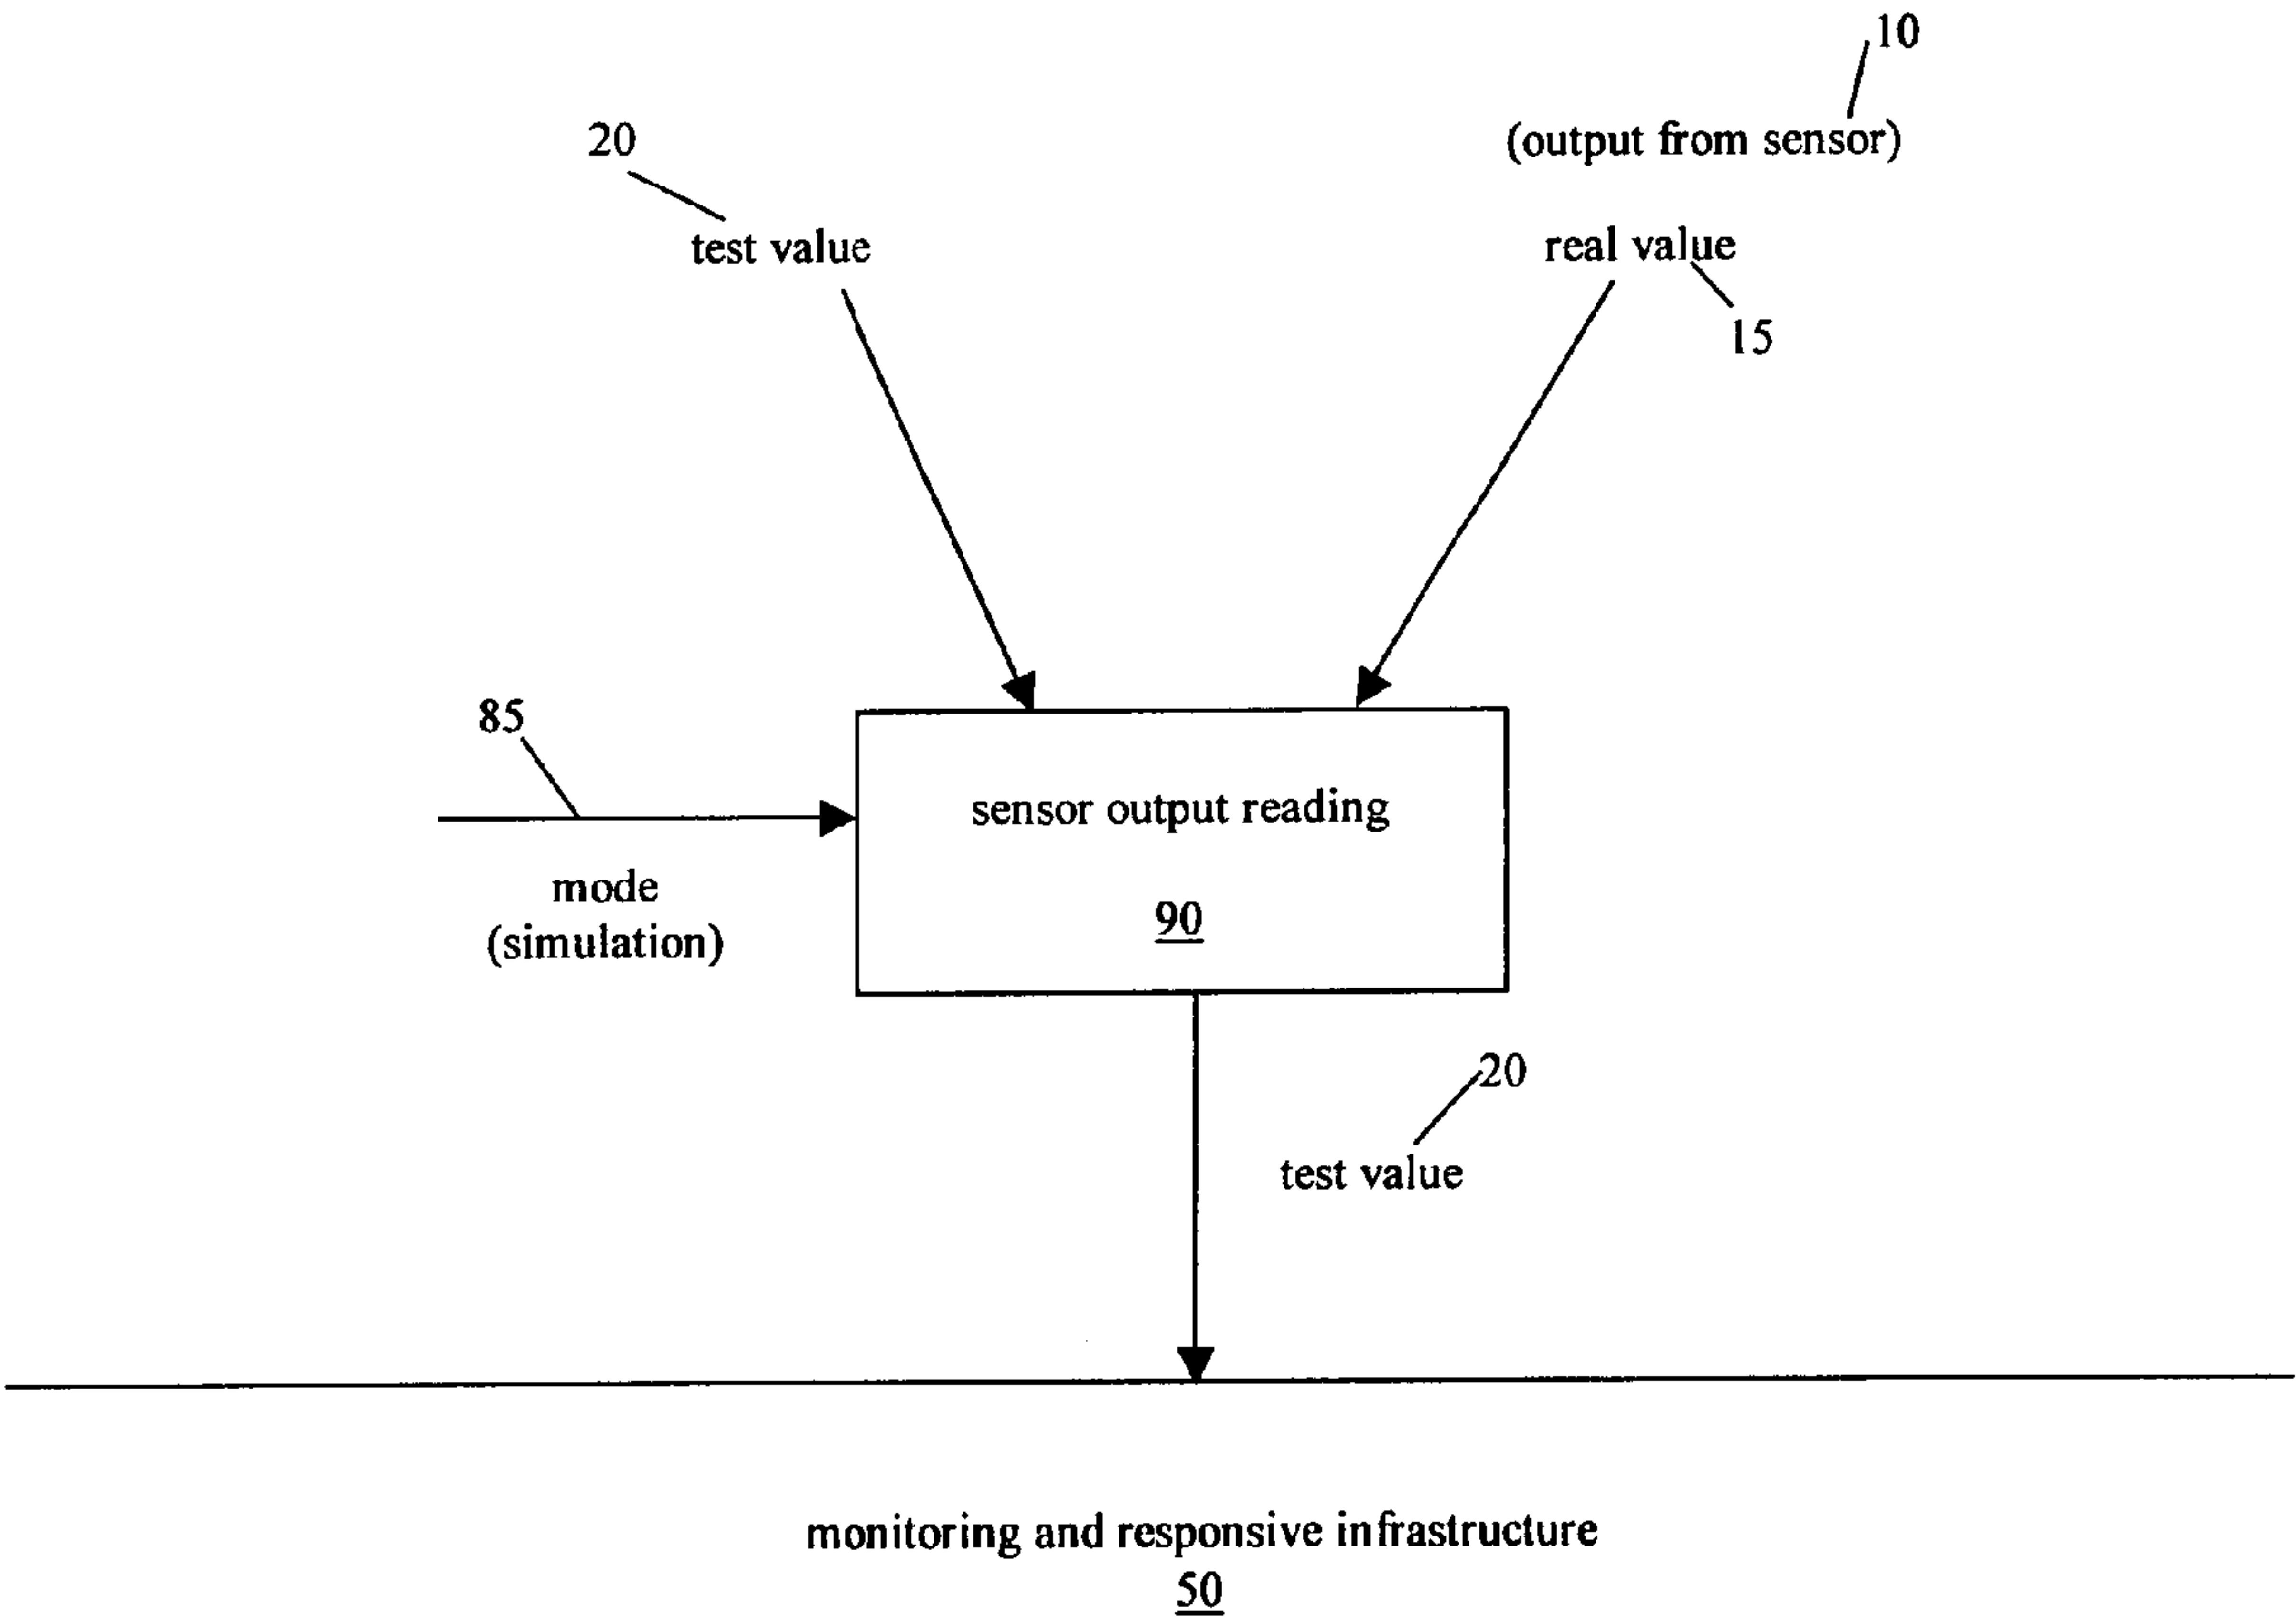 10
(output from sensor)
20
test value
real value
15
85
mode
(simulation)
sensor output reading
90
20
test value
monitoring and responsive infrastructure
50